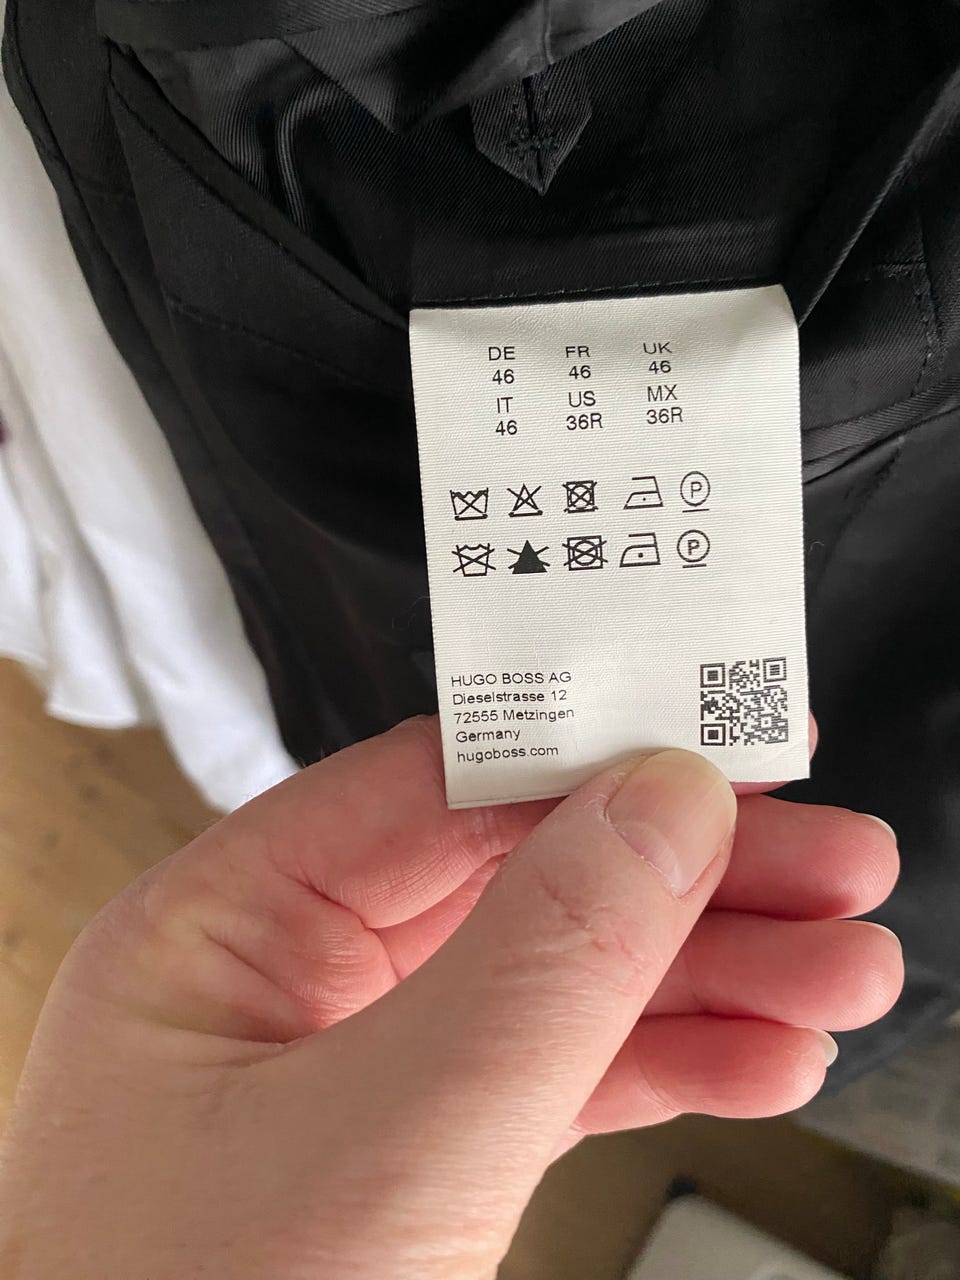 DE FR UK
46 46 46
IT US MX
46 36R 36R
P
P
HUGO BOSS AG
Dieselstrasse 12
72555 Metzingen
Germany
hugoboss.com